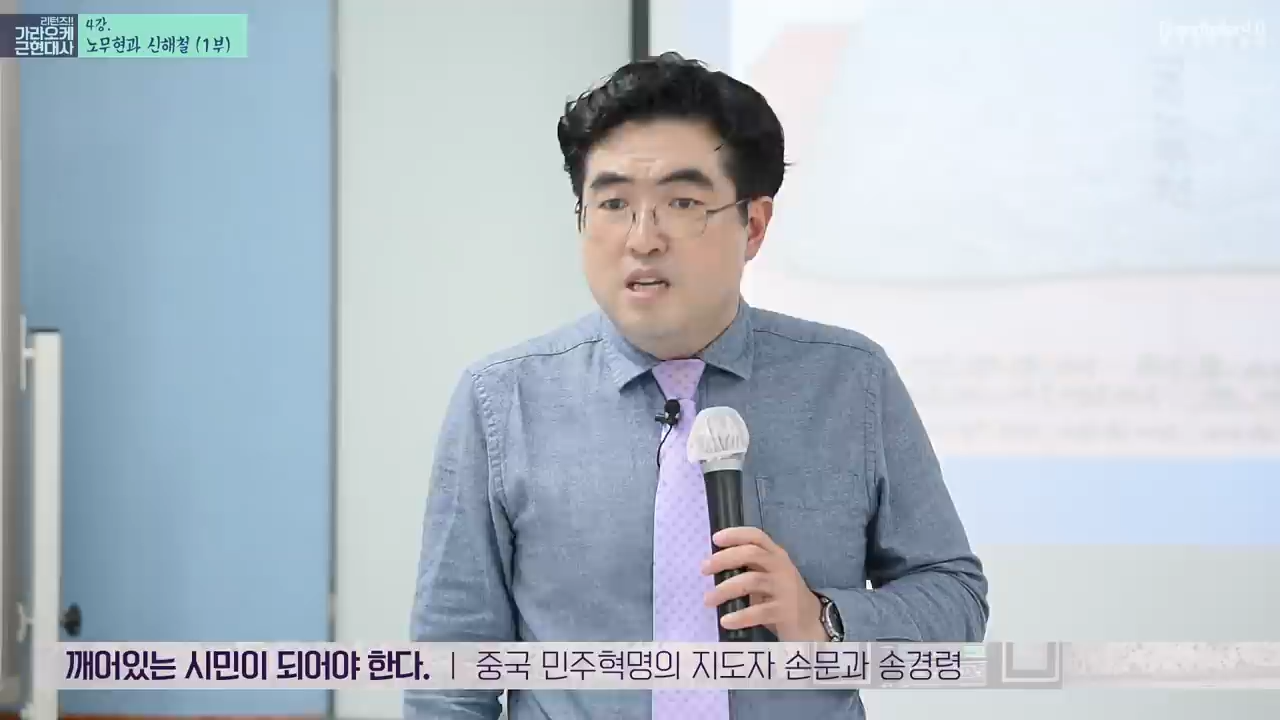 리턴즈!!
가라오케
근현대사
4강.
노무현과 신해철 (1부)
깨어있는 시민이 되어야 한다. | 중국 민주혁명의 지도자 손문과 송경령